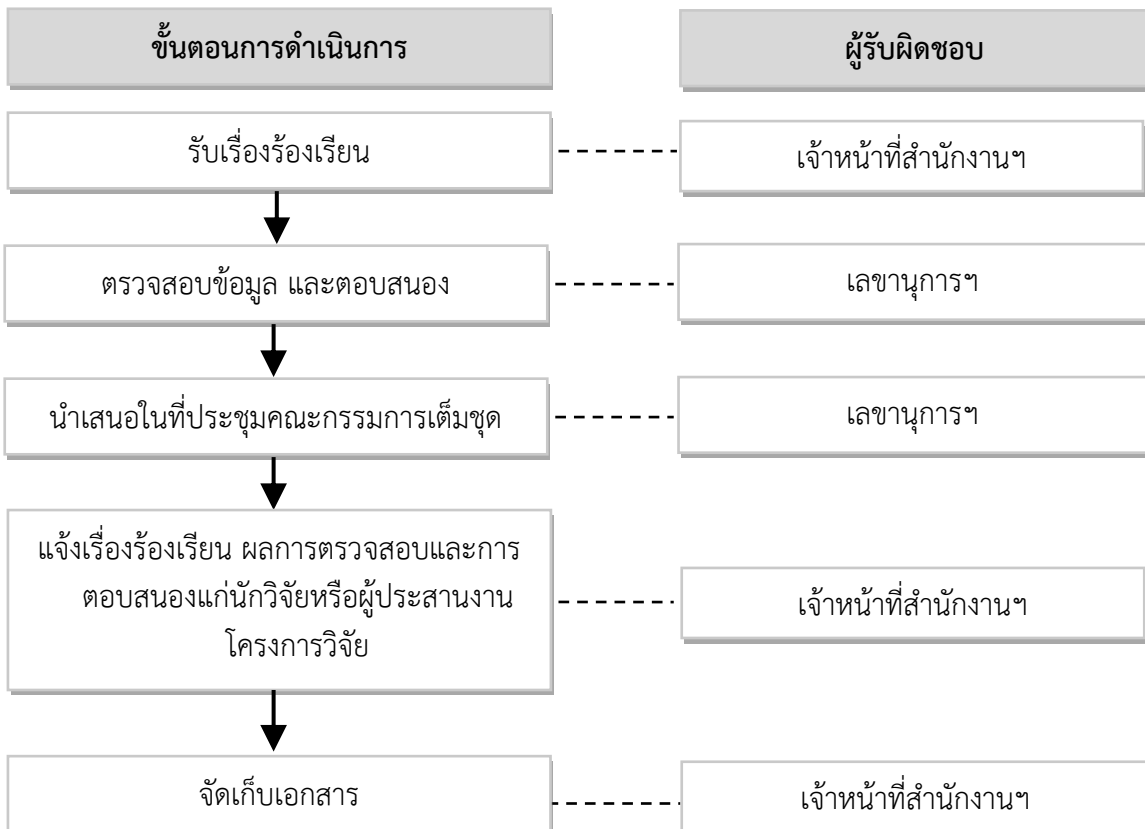 ขั้นตอนการดำเนินการ
ผู้รับผิดชอบ
รับเรื่องร้องเรียน
เจ้าหน้าที่สำนักงานฯ
ตรวจสอบข้อมูล และตอบสนอง
เลขานุการฯ
นำเสนอในที่ประชุมคณะกรรมการเต็มชุด
เลขานุการฯ
แจ้งเรื่องร้องเรียน ผลการตรวจสอบและการ
ตอบสนองแก่นักวิจัยหรือผู้ประสานงาน
โครงการวิจัย
เจ้าหน้าที่สำนักงานฯ
จัดเก็บเอกสาร
เจ้าหน้าที่สำนักงานฯ